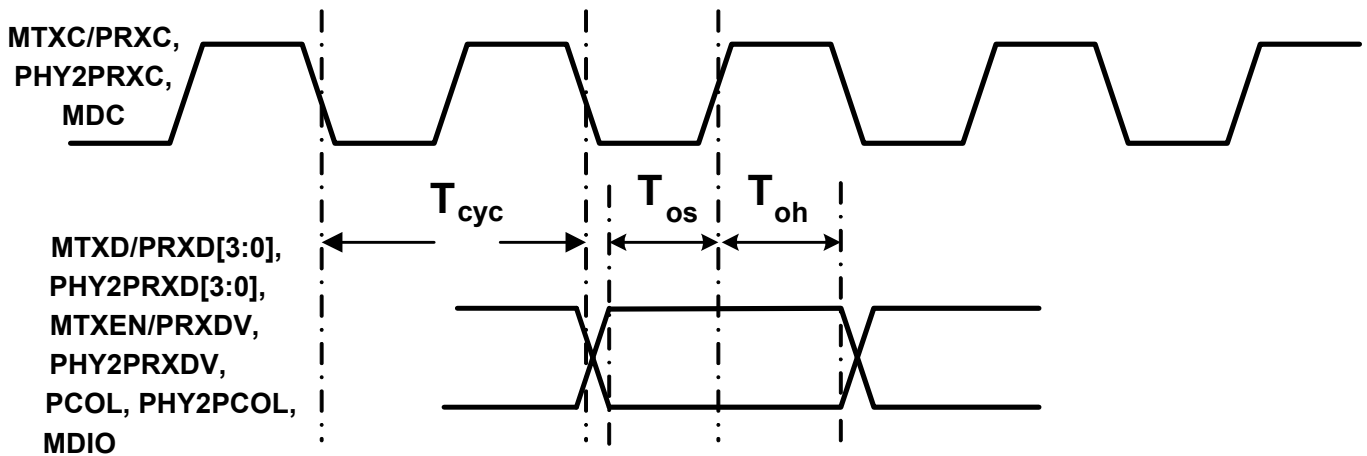 MTXC/PRXC,
PHY2PRXC,
MDC
Tcyc
Tos
Toh
MTXD/PRXD[3:0],
PHY2PRXD[3:0],
MTXEN/PRXDV,
PHY2PRXDV,
PCOL, PHY2PCOL,
MDIO